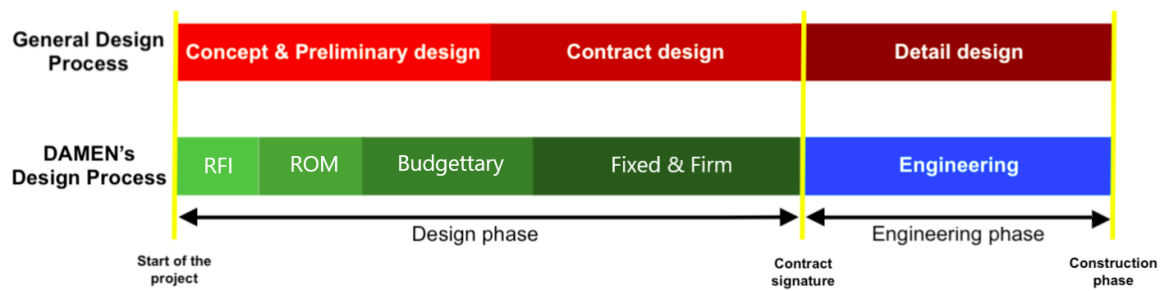 General Design
Process
Concept & Preliminary design
Contract design
Detail design
DAMEN's
Design Process
RFI
ROM
Budgettary
Fixed & Firm
Engineering
Design phase
Engineering phase
Start of the
project
Contract
signature
Construction
phase